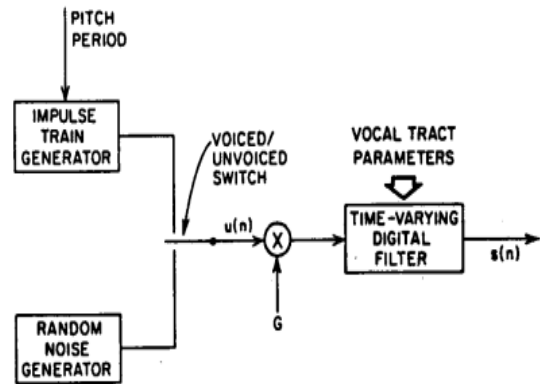 PITCH
PERIOD
IMPULSE
TRAIN
GENERATOR
VOICED/
UNVOICED
SWITCH
VOCAL TRACT
PARAMETERS
u(n)
X
TIME-VARYING
DIGITAL
FILTER
s(n)
G
RANDOM
NOISE
GENERATOR